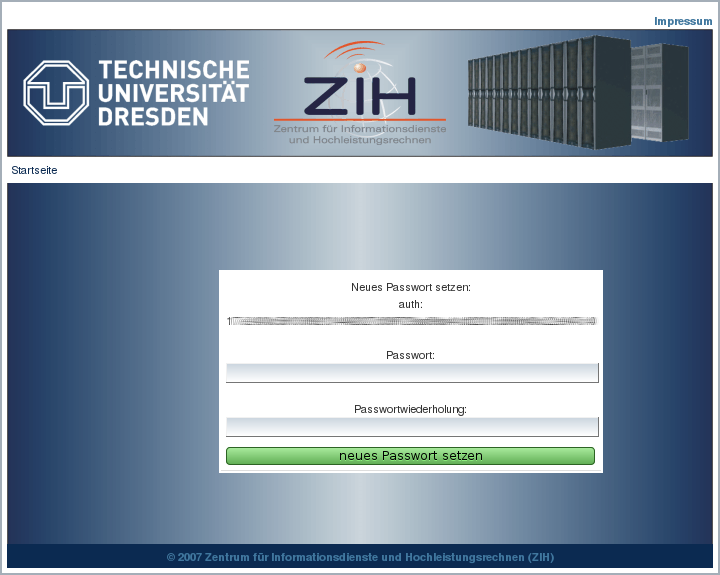 Impressum
TECHNISCHE
UNIVERSITÄT
DRESDEN
ZIH
Zentrum für Informationsdienste
und Hochleistungsrechnen
Startseite
Neues Passwort setzen:
auth:
Passwort:
Passwortwiederholung:
neues Passwort setzen
© 2007 Zentrum für Informationsdienste und Hochleistungsrechnen (ZIH)